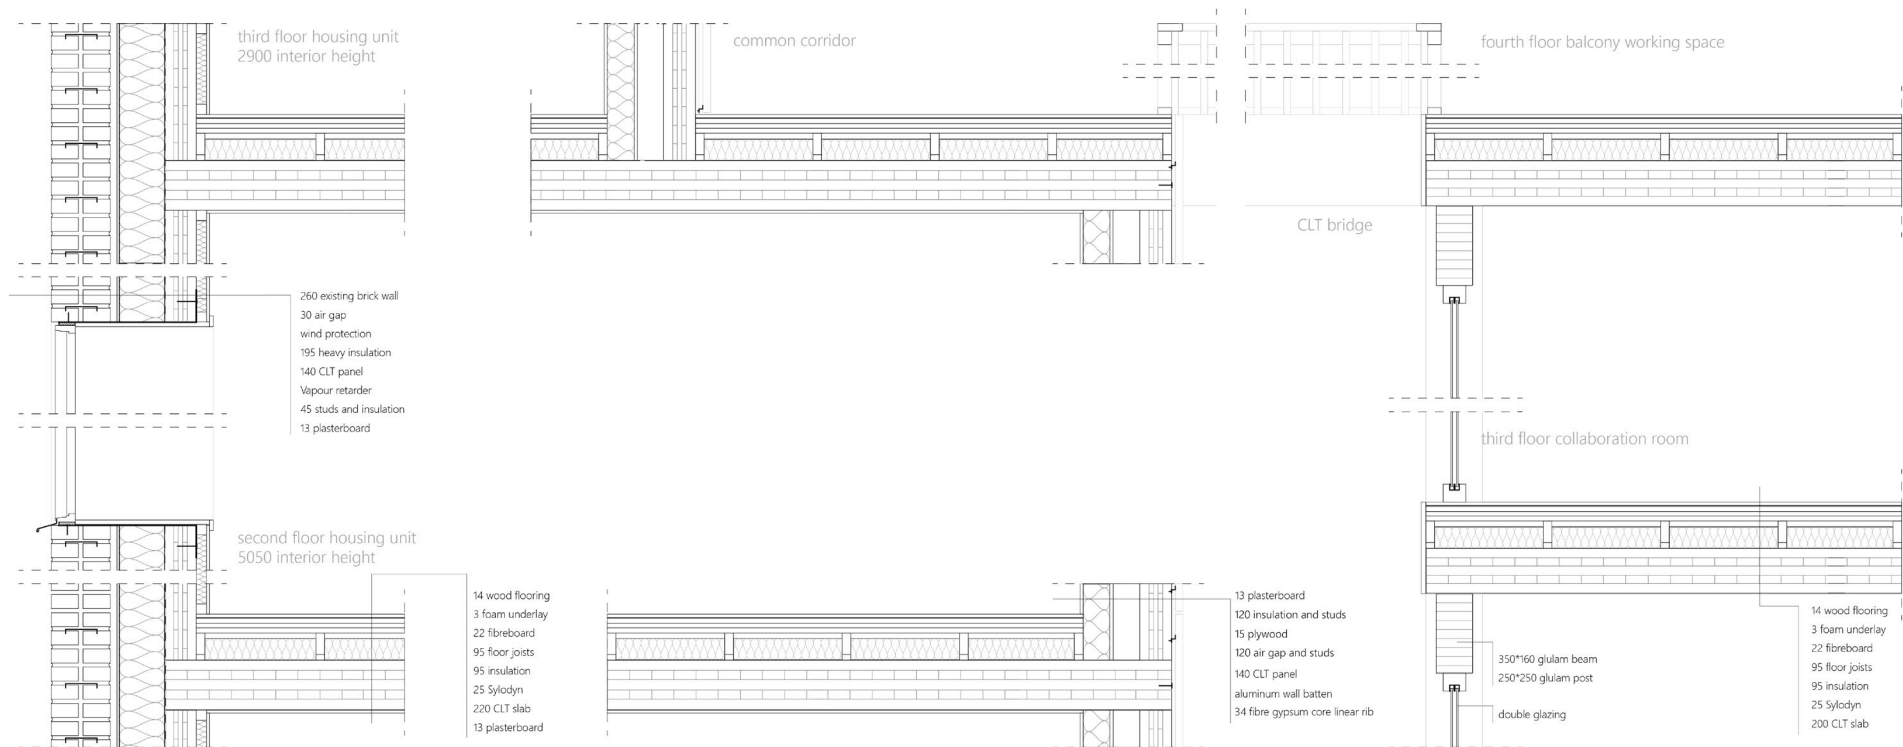 third floor housing unit
2900 interior height
common corridor
fourth floor balcony working space
CLT bridge
260 existing brick wall
30 air gap
wind protection
195 heavy insulation
140 CLT panel
Vapour retarder
45 studs and insulation
13 plasterboard
third floor collaboration room
second floor housing unit
5050 interior height
14 wood flooring
3 foam underlay
22 fibreboard
95 floor joists
95 insulation
25 Sylodyn
220 CLT slab
13 plasterboard
13 plasterboard
120 insulation and studs
15 plywood
120 air gap and studs
140 CLT panel
aluminum wall batten
34 fibre gypsum core linear rib
350*160 glulam beam
250*250 glulam post
double glazing
14 wood flooring
3 foam underlay
22 fibreboard
95 floor joists
95 insulation
25 Sylodyn
200 CLT slab